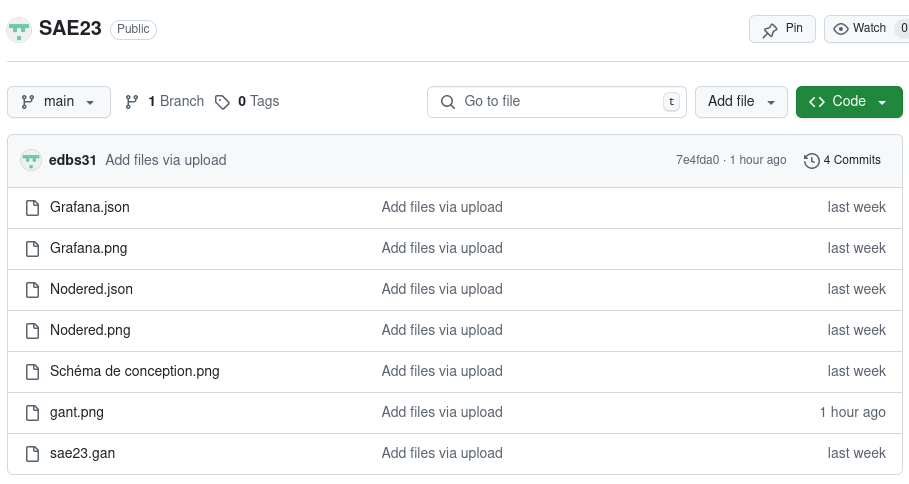 SAE23 Public Pin Watch 0
main 1 Branch 0 Tags Go to file t Add file Code
edbs31 Add files via upload 7e4fda0 · 1 hour ago 4 Commits
Grafana.json Add files via upload last week
Grafana.png Add files via upload last week
Nodered.json Add files via upload last week
Nodered.png Add files via upload last week
Schéma de conception.png Add files via upload last week
gant.png Add files via upload 1 hour ago
sae23.gan Add files via upload last week